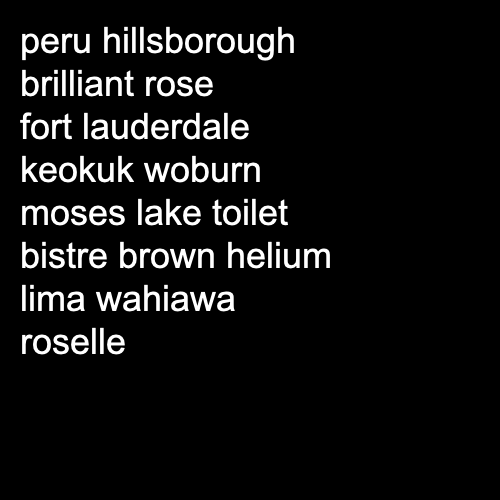 peru hillsborough
brilliant rose
fort lauderdale
keokuk woburn
moses lake toilet
bistre brown helium
lima wahiawa
roselle